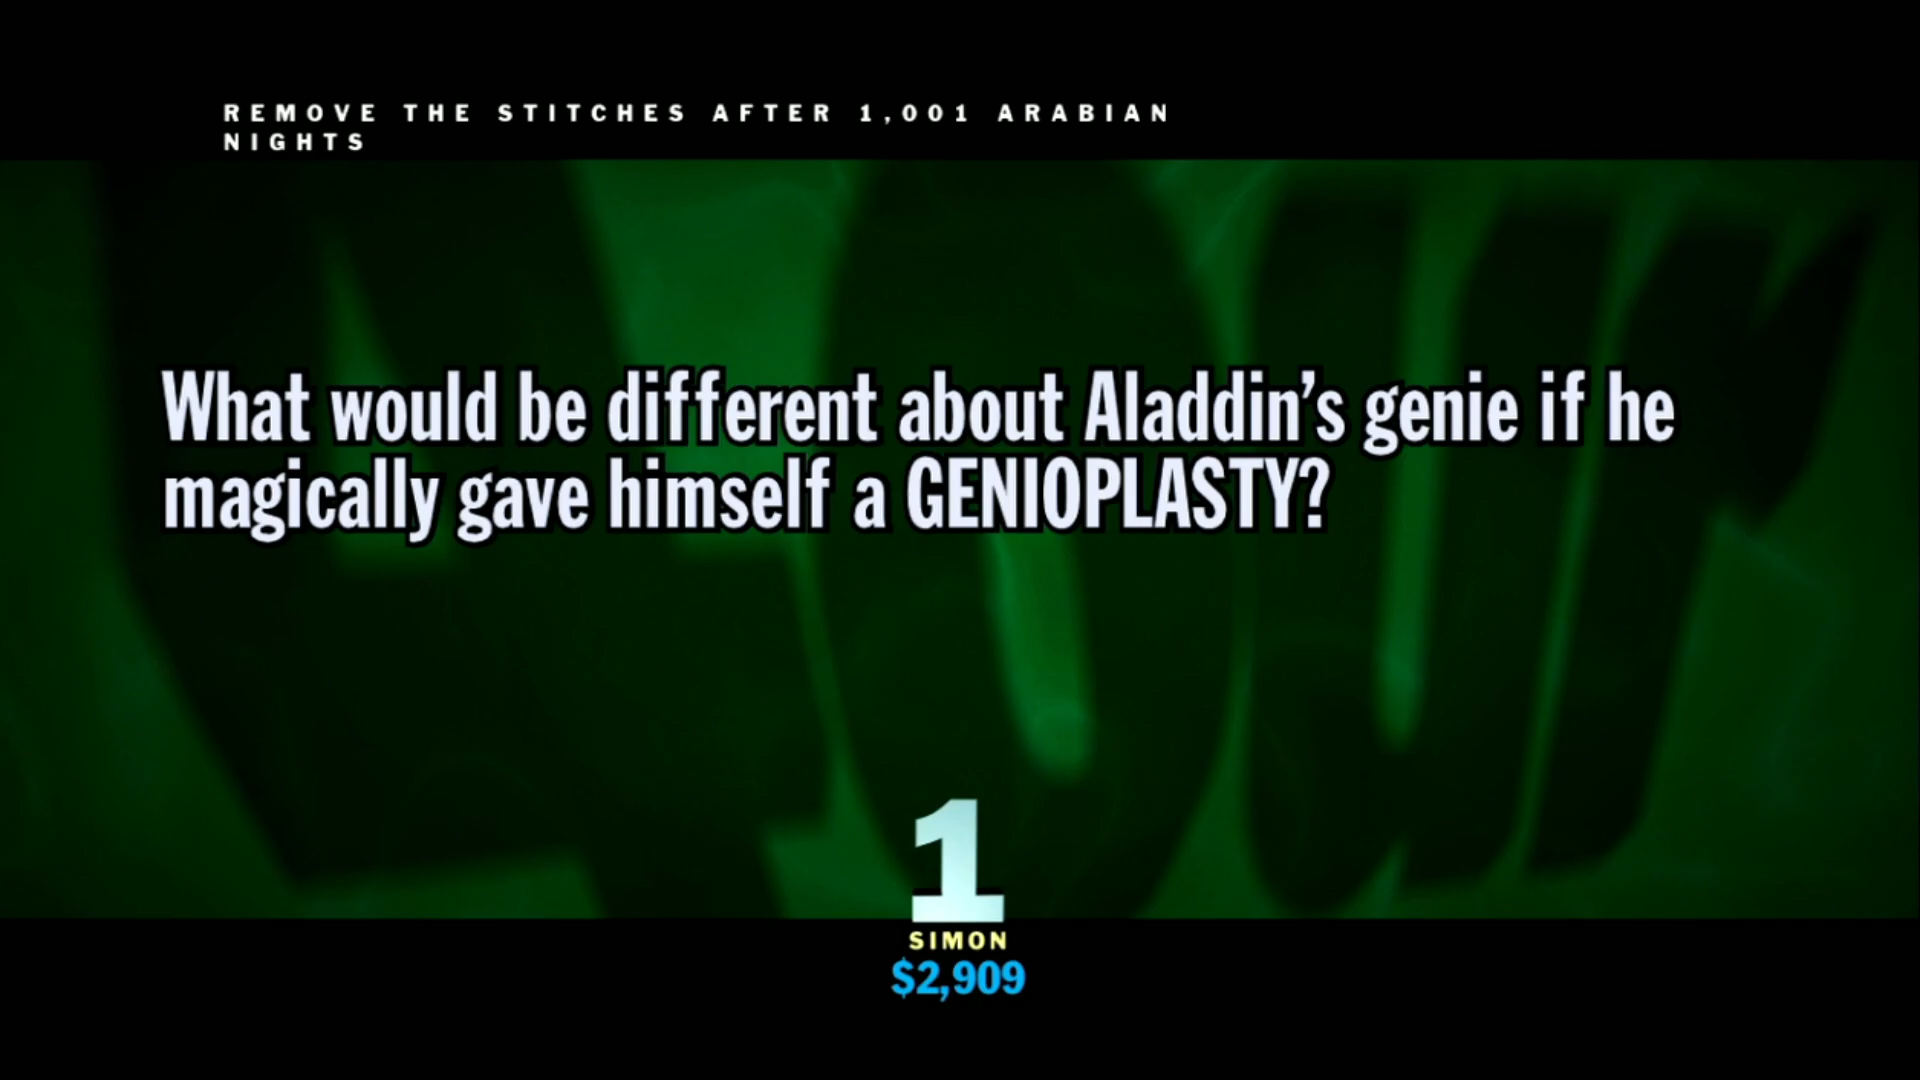 REMOVE THE STITCHES AFTER 1,001 ARABIAN
NIGHTS
What would be different about Aladdin’s genie if he
magically gave himself a GENIOPLASTY?
1
SIMON
$2,909